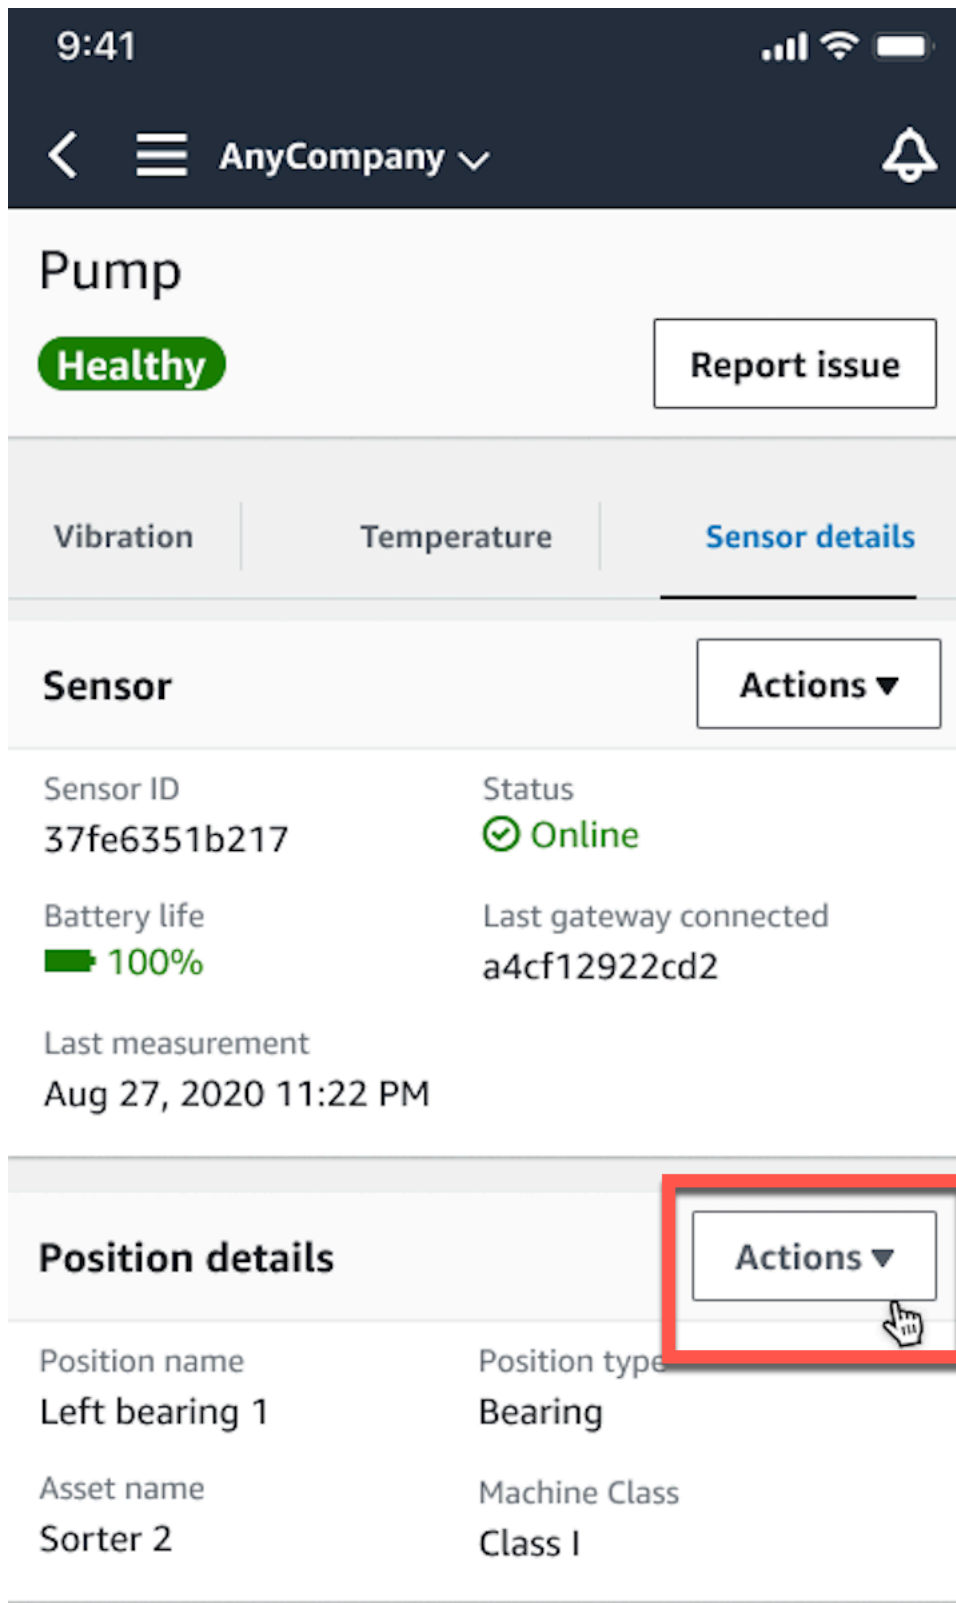 9:41
AnyCompany
Pump
Healthy
Report issue
Vibration Temperature Sensor details
Sensor Actions
Sensor ID Status
37fe6351b217 Online
Battery life Last gateway connected
100% a4cf12922cd2
Last measurement
Aug 27, 2020 11:22 PM
Position details Actions
Position name Position type
Left bearing 1 Bearing
Asset name Machine Class
Sorter 2 Class I